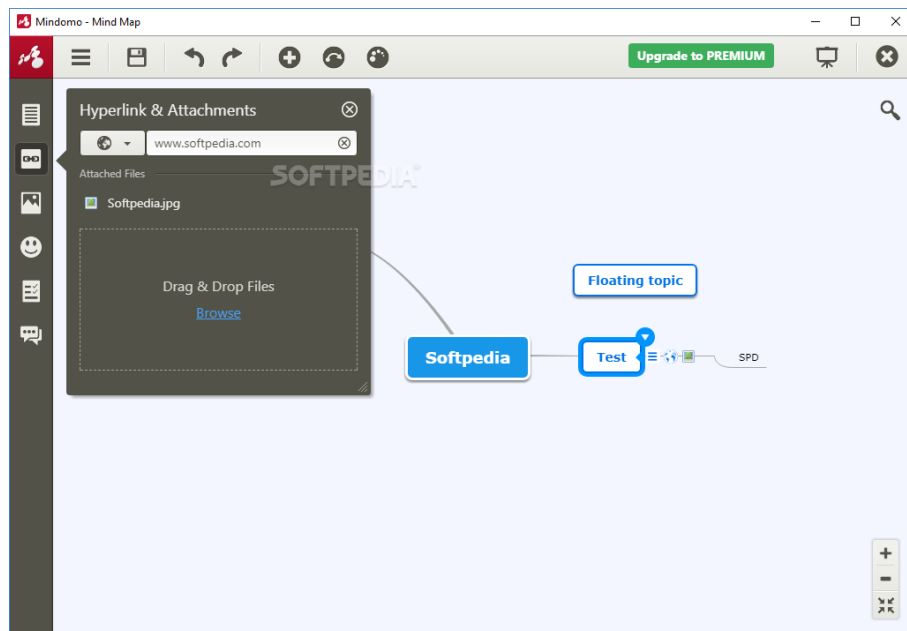 Mindomo - Mind Map
Upgrade to PREMIUM
Hyperlink & Attachments
www.softpedia.com
Attached Files
SOFTPEDIA
Softpedia.jpg
Drag & Drop Files
Browse
Floating topic
Softpedia
Test
SPD